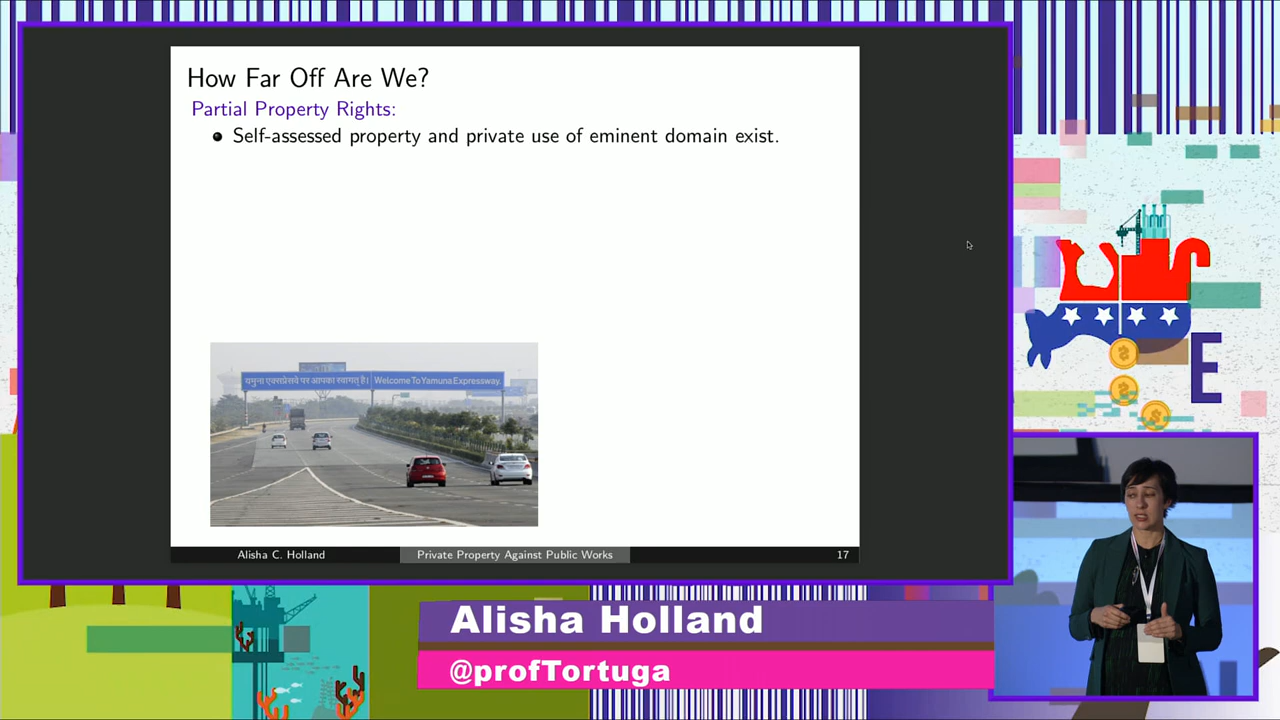 How Far Off Are We?
Partial Property Rights:
Self-assessed property and private use of eminent domain exist.
यमुना एक्सप्रेसवे पर आपका स्वागत है। Welcome To Yamuna Expressway.
Alisha C. Holland
Private Property Against Public Works
17
E
Alisha Holland
@profTortuga